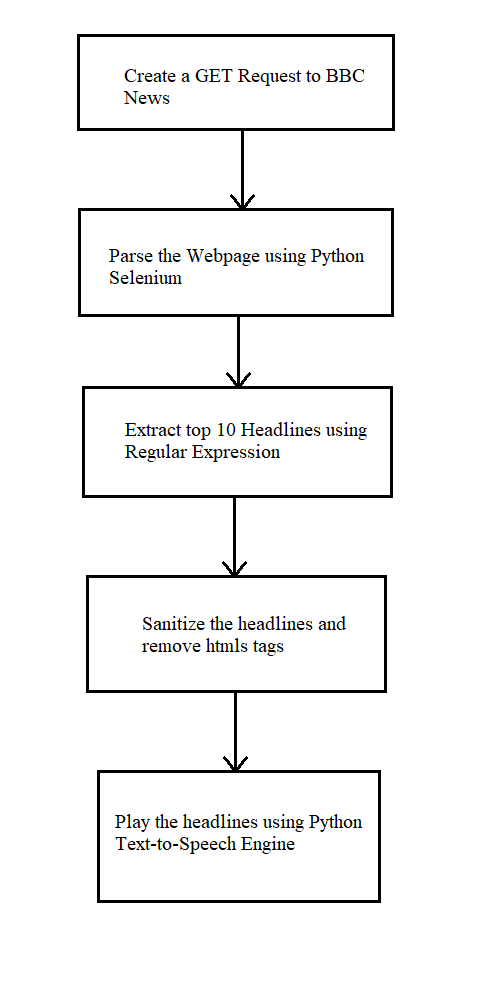 Create a GET Request to BBC
News
Parse the Webpage using Python
Selenium
Extract top 10 Headlines using
Regular Expression
Sanitize the headlines and
remove htmls tags
Play the headlines using Python
Text-to-Speech Engine